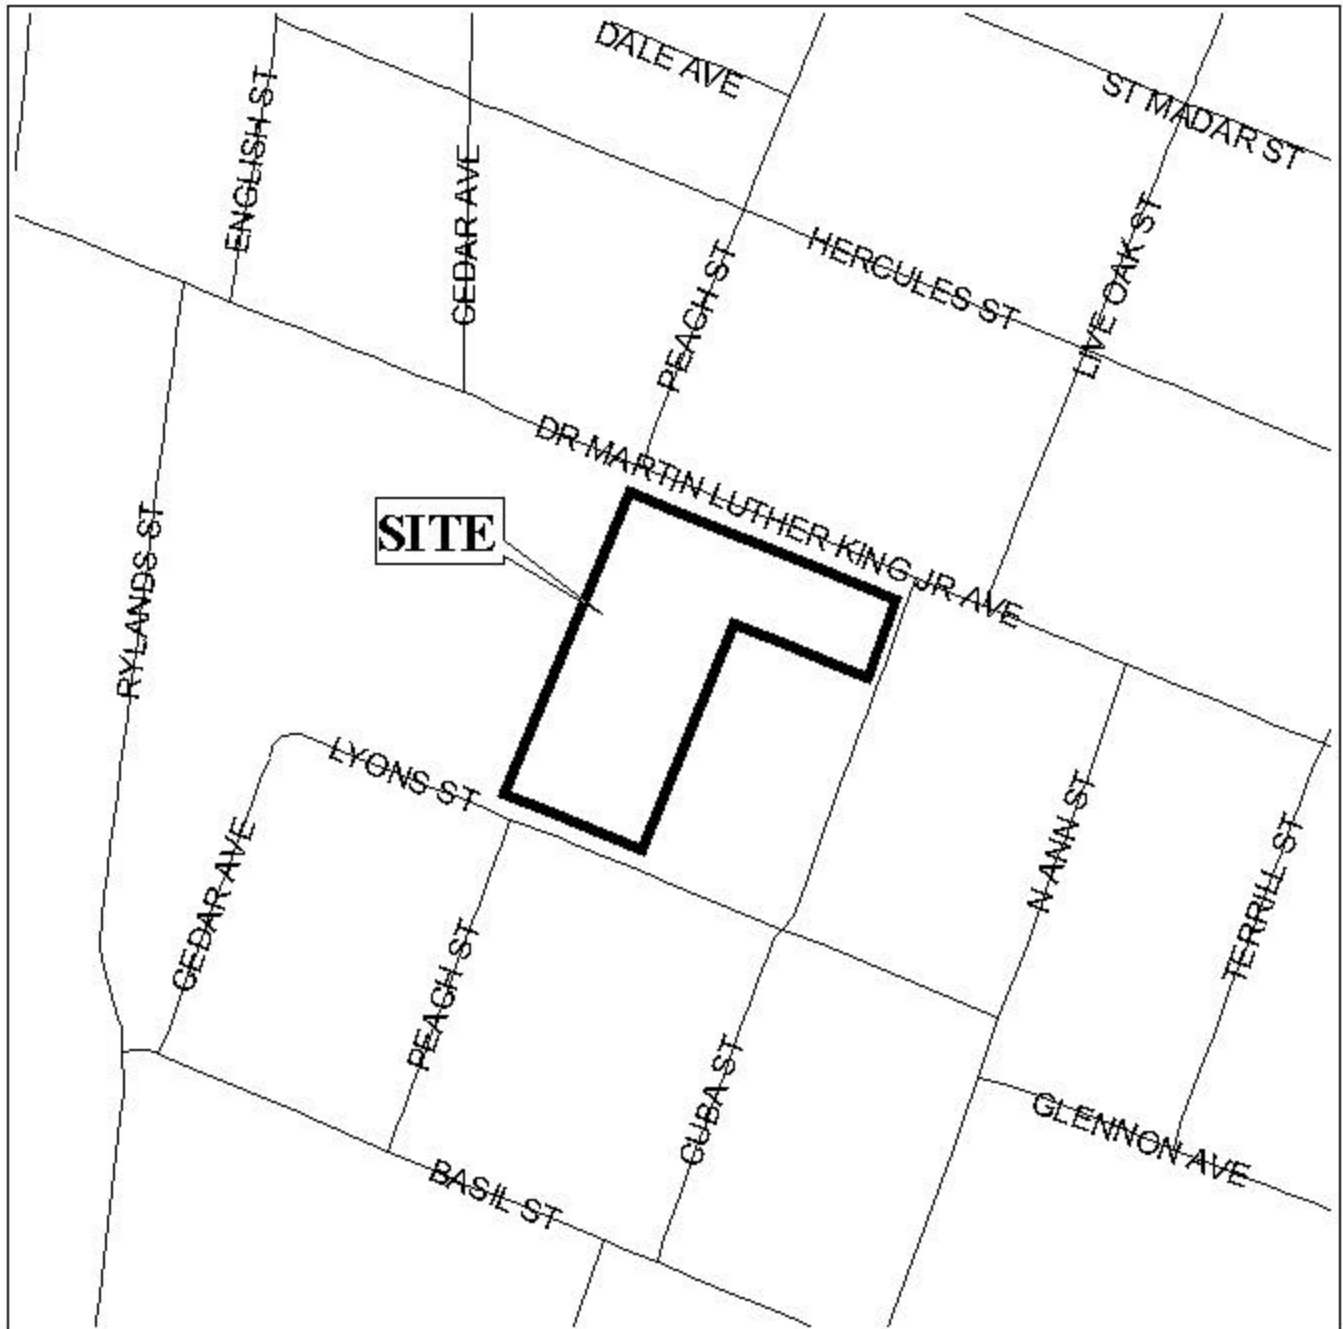 DALE AVE
ST MADAR ST
ENGLISH ST
CEDAR AVE
PEACH ST
HERCULES ST
LIVE OAK ST
DR MARTIN LUTHER KING JR AVE
SITE
RYLANDS ST
LYONS ST
CEDAR AVE
PEACH ST
N ANN ST
TERRILL ST
CUBA ST
GLENNON AVE
BASIL ST